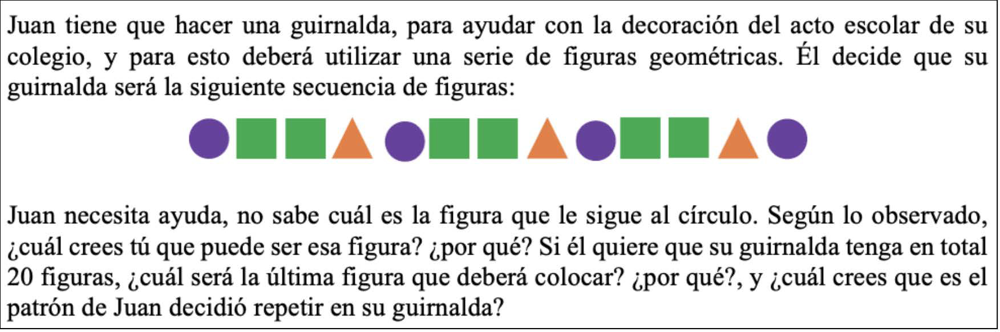 Juan tiene que hacer una guirnalda, para ayudar con la decoración del acto escolar de su
colegio, y para esto deberá utilizar una serie de figuras geométricas. Él decide que su
guirnalda será la siguiente secuencia de figuras:
Juan necesita ayuda, no sabe cuál es la figura que le sigue al círculo. Según lo observado,
¿cuál crees tú que puede ser esa figura? ¿por qué? Si él quiere que su guirnalda tenga en total
20 figuras, ¿cuál será la última figura que deberá colocar? ¿por qué?, y ¿cuál crees que es el
patrón de Juan decidió repetir en su guirnalda?